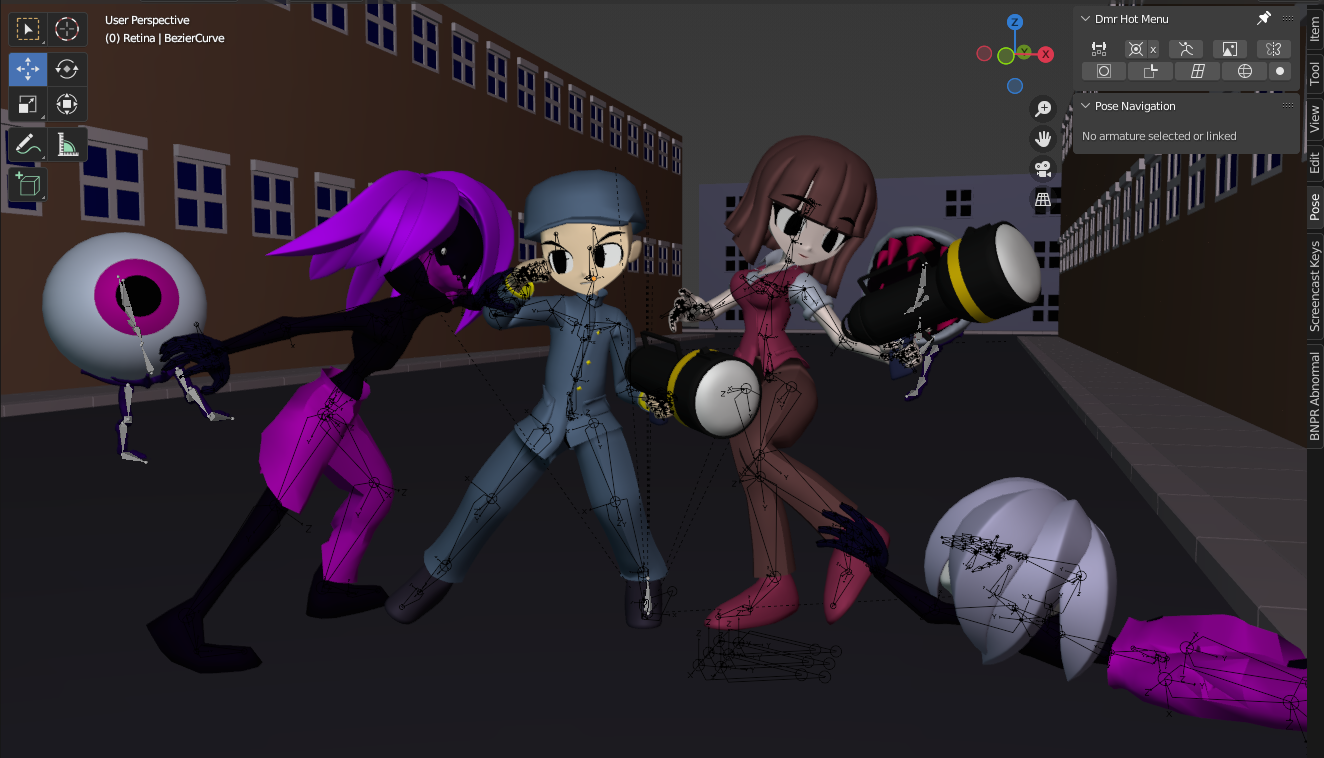 User Perspective
(0) Retina | BezierCurve
Z
Y
X
Dmr Hot Menu
x
Pose Navigation
No armature selected or linked
Item
Tool
View
Edit
Pose
Screencast Keys
BNPR Abnormal